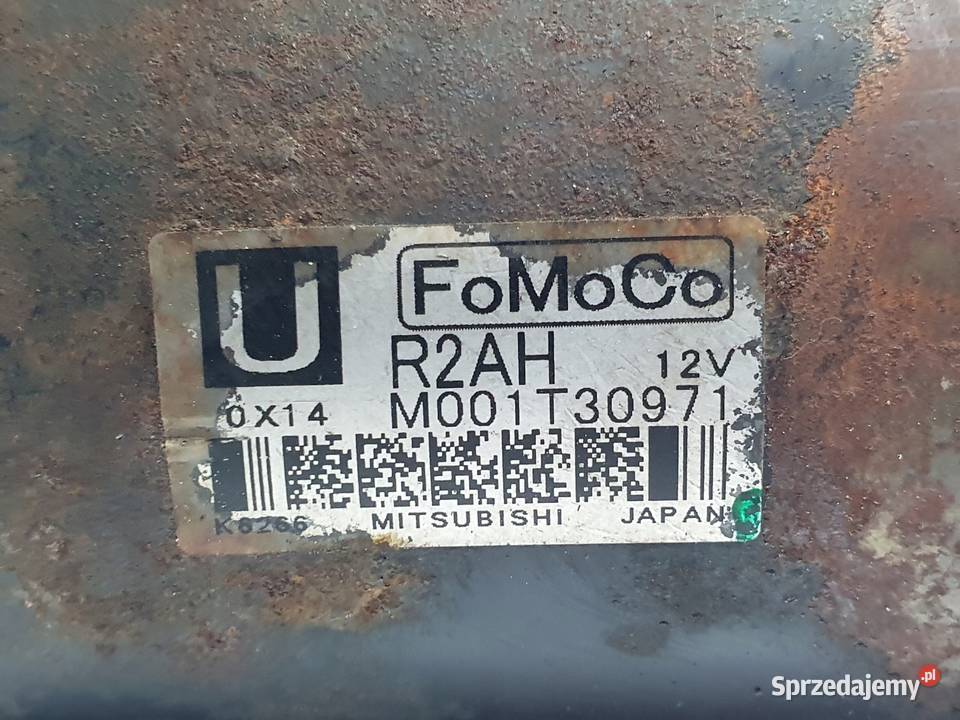 U
FoMoCo
R2AH 12V
0X14 M001T30971
K6266 MITSUBISHI JAPAN
Sprzedajemy.pl